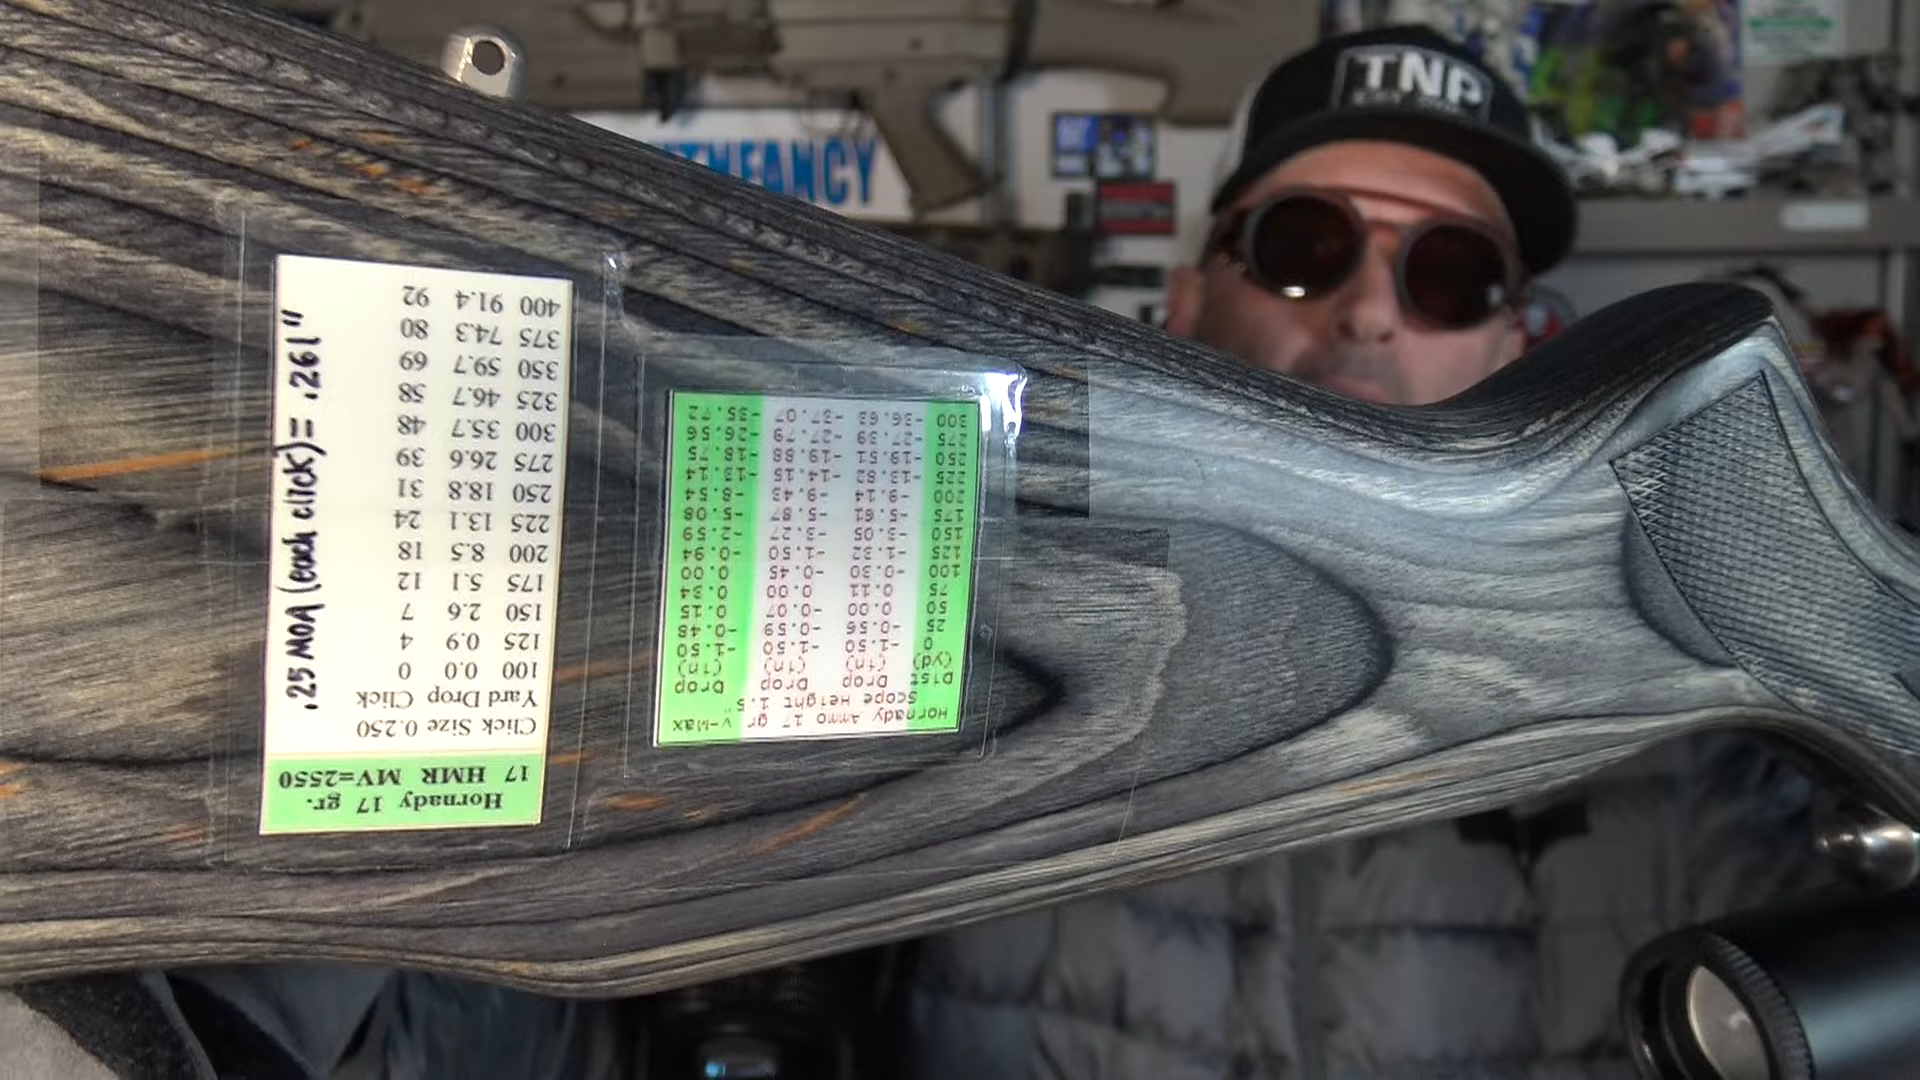 TNP
Hornady 17 gr.
17 HMR MV=2550
Click Size 0.250
Yard Drop Click
100 0.0 0
125 0.9 4
150 2.6 7
175 5.1 12
200 8.5 18
225 13.1 24
250 18.8 31
275 26.6 39
300 35.7 48
325 46.7 58
350 59.7 69
375 74.3 80
400 91.4 92
.25 MOA (each click)= .261"
Hornady Ammo 17 gr V-Max
Scope Height 1.5"
Dist Drop Drop Drop
(yd) (in) (in) (in)
0 -1.50 -1.50 -1.50
25 -0.56 -0.59 -0.48
50 0.00 -0.07 0.15
75 0.11 0.00 0.34
100 -0.30 -0.45 0.00
125 -1.32 -1.50 -0.94
150 -3.05 -3.27 -2.59
175 -5.61 -5.87 -5.08
200 -9.14 -9.43 -8.54
225 -13.82 -14.15 -13.14
250 -19.51 -19.88 -18.75
275 -27.39 -27.79 -26.56
300 -36.63 -37.07 -35.72